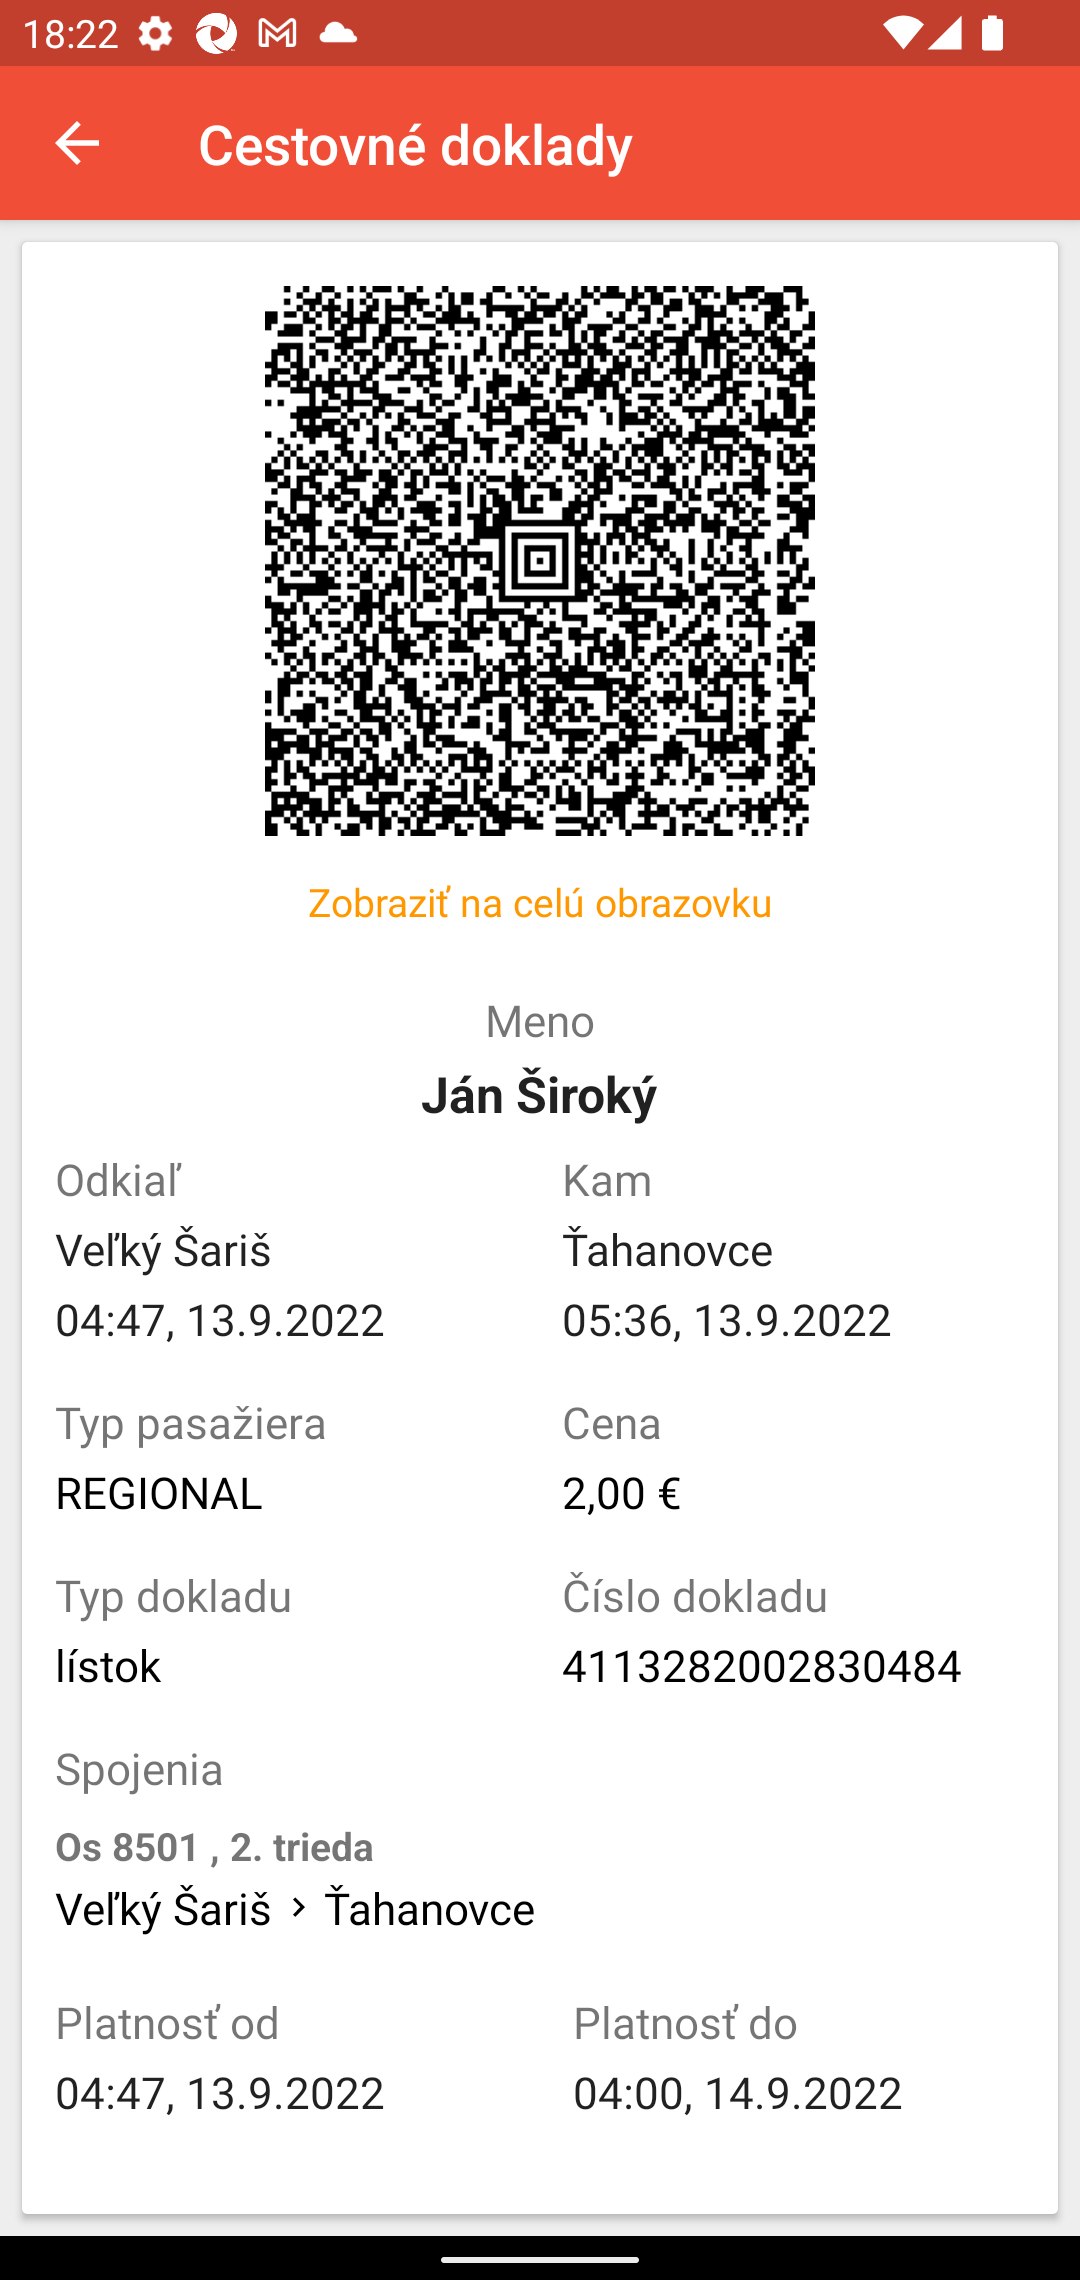 18:22
Cestovné doklady
Zobraziť na celú obrazovku
Meno
Ján Široký
Odkiaľ
Kam
Veľký Šariš
Ťahanovce
04:47, 13.9.2022
05:36, 13.9.2022
Typ pasažiera
Cena
REGIONAL
2,00 €
Typ dokladu
Číslo dokladu
lístok
4113282002830484
Spojenia
Os 8501 , 2. trieda
Veľký Šariš > Ťahanovce
Platnosť od
Platnosť do
04:47, 13.9.2022
04:00, 14.9.2022